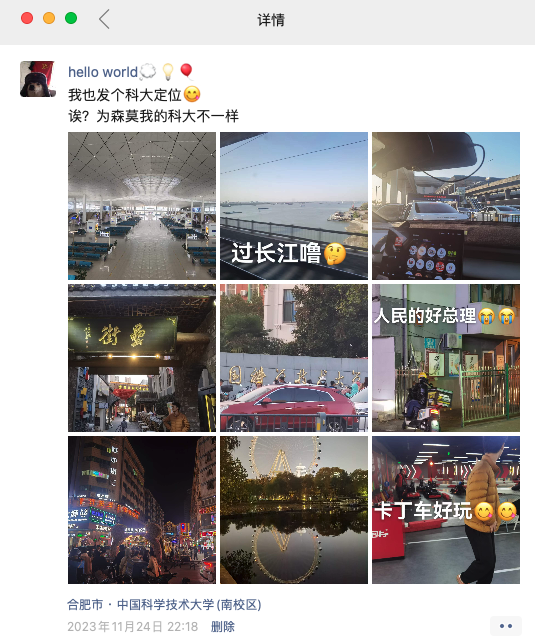 详情
hello world
我也发个科大定位😋
诶？为森莫我的科大不一样
过长江噜🤔
人民的好总理😭😭
卡丁车好玩😋😋
合肥市·中国科学技术大学(南校区)
2023年11月24日 22:18 删除